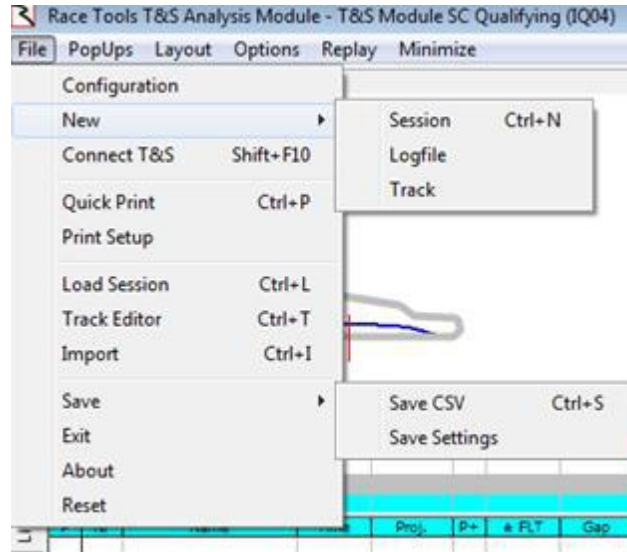 Race Tools T&S Analysis Module - T&S Module SC Qualifying (IQ04)
File PopUps Layout Options Replay Minimize
Configuration
New
Session Ctrl+N
Connect T&S Shift+F10
Logfile
Track
Quick Print Ctrl+P
Print Setup
Load Session Ctrl+L
Track Editor Ctrl+T
Import Ctrl+I
Save
Save CSV Ctrl+S
Exit
Save Settings
About
Reset
Proj. P+ FLT Gap